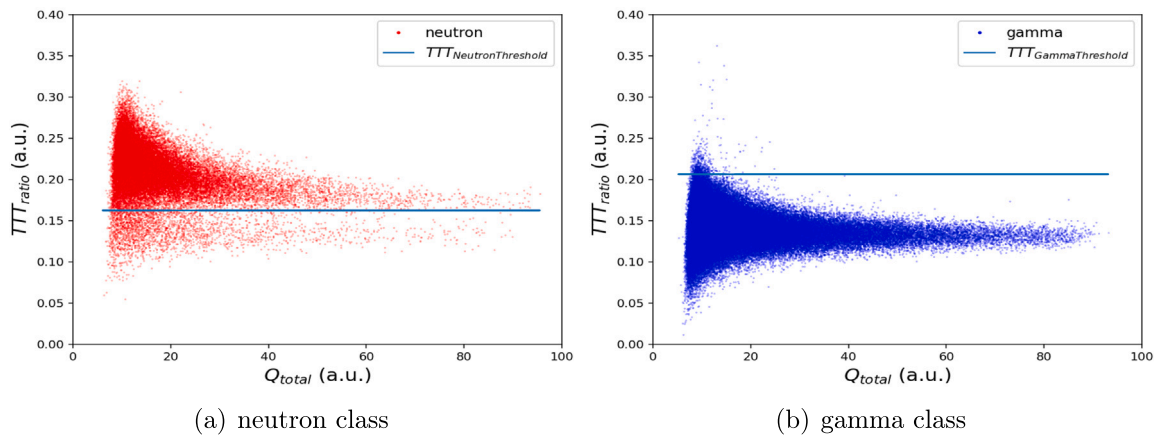 0.40
0.35
0.30
0.25
0.20
0.15
0.10
0.05
0.00
TTT_ratio (a.u.)
neutron
TTT_NeutronThreshold
0 20 40 60 80 100
Q_total (a.u.)
(a) neutron class
0.40
0.35
0.30
0.25
0.20
0.15
0.10
0.05
0.00
TTT_ratio (a.u.)
gamma
TTT_GammaThreshold
0 20 40 60 80 100
Q_total (a.u.)
(b) gamma class